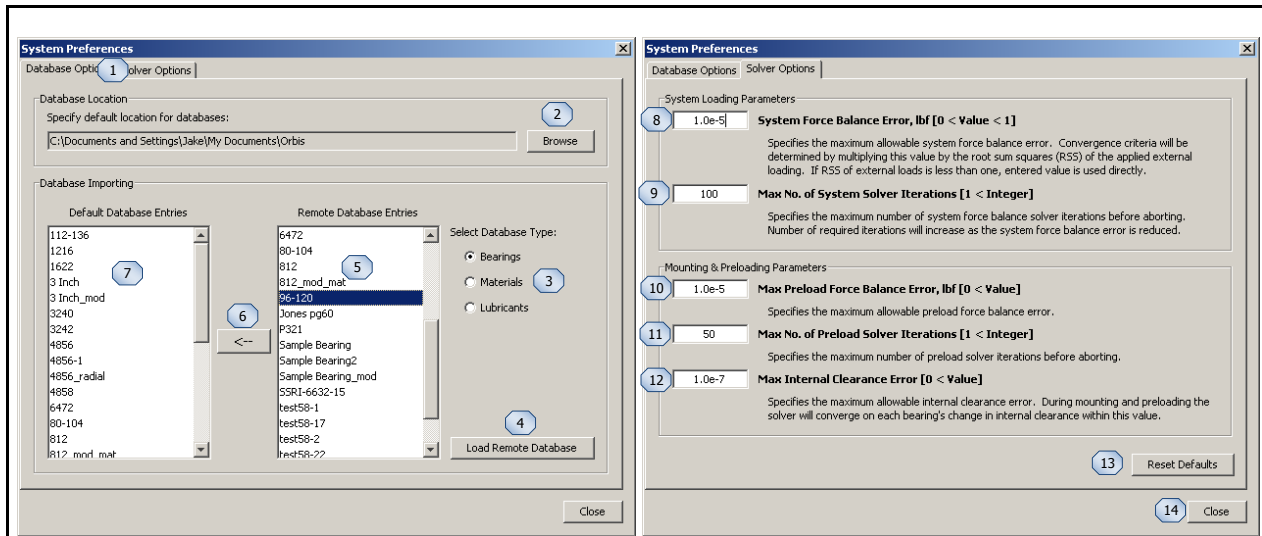 System Preferences
Database Optio 1 olver Options
Database Location
Specify default location for databases:
2
C:\Documents and Settings\Jake\My Documents\Orbis
Browse
Database Importing
Default Database Entries
112-136
1216
1622
3 Inch
3 Inch_mod
3240
3242
4856
4856-1
4856_radial
4858
6472
80-104
812
812_mod_mat
7
6
<--
Remote Database Entries
6472
80-104
812
812_mod_mat
96-120
Jones pg60
P321
Sample Bearing
Sample Bearing2
Sample Bearing_mod
SSRI-6632-15
test58-1
test58-17
test58-2
test58-22
5
Select Database Type:
Bearings
Materials
3
Lubricants
4
Load Remote Database
Close
System Preferences
Database Options Solver Options
System Loading Parameters
8 1.0e-5 System Force Balance Error, lbf [0 < Value < 1]
Specifies the maximum allowable system force balance error. Convergence criteria will be
determined by multiplying this value by the root sum squares (RSS) of the applied external
loading. If RSS of external loads is less than one, entered value is used directly.
9 100 Max No. of System Solver Iterations [1 < Integer]
Specifies the maximum number of system force balance solver iterations before aborting.
Number of required iterations will increase as the system force balance error is reduced.
Mounting & Preloading Parameters
10 1.0e-5 Max Preload Force Balance Error, lbf [0 < Value]
Specifies the maximum allowable preload force balance error.
11 50 Max No. of Preload Solver Iterations [1 < Integer]
Specifies the maximum number of preload solver iterations before aborting.
12 1.0e-7 Max Internal Clearance Error [0 < Value]
Specifies the maximum allowable internal clearance error. During mounting and preloading the
solver will converge on each bearing's change in internal clearance within this value.
13 Reset Defaults
14 Close